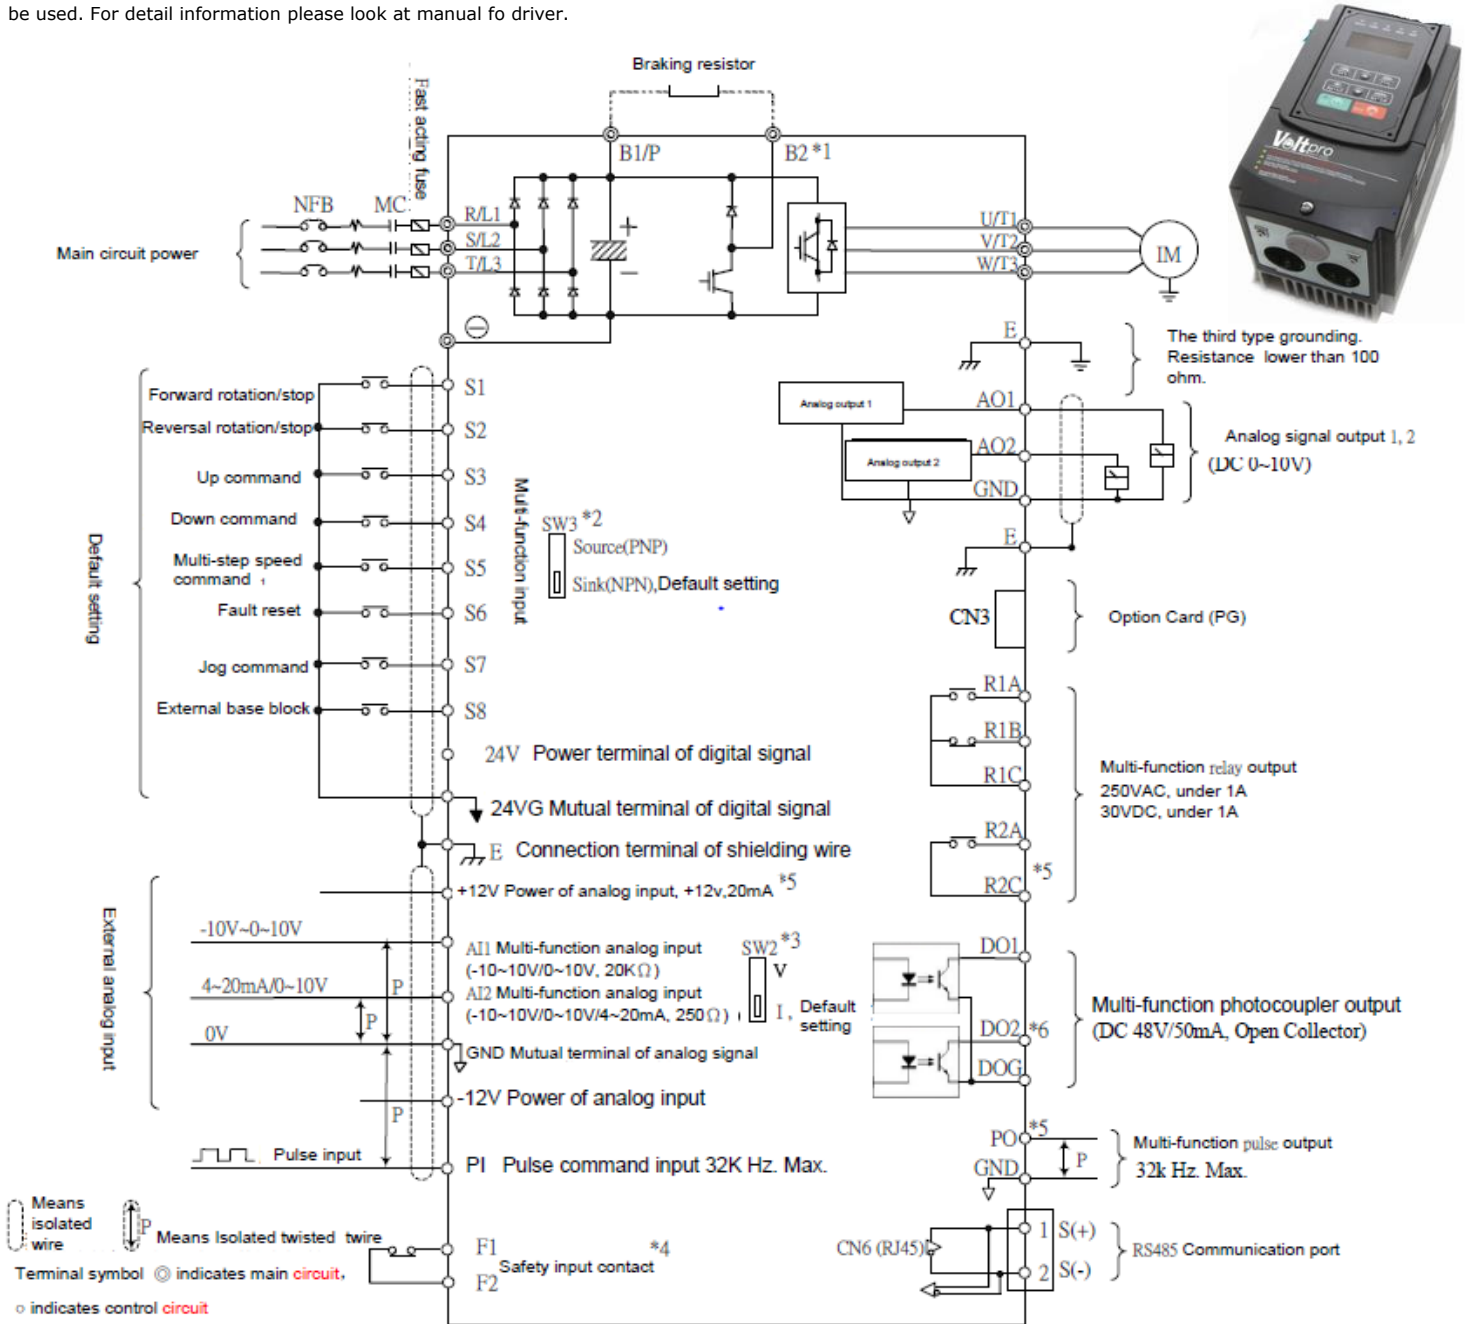 be used. For detail information please look at manual fo driver.
Braking resistor
Fast acting fuse
B1/P
B2 *1
NFB
MC
R/L1
S/L2
T/L3
Main circuit power
U/T1
V/T2
W/T3
IM
Voltpro
E
The third type grounding.
Resistance lower than 100
ohm.
Default setting
Forward rotation/stop
S1
Reversal rotation/stop
S2
Up command
S3
Down command
S4
Multi-step speed
command 1
S5
Fault reset
S6
Jog command
S7
External base block
S8
Multi-function input
SW3 *2
Source(PNP)
Sink(NPN),Default setting
Analog output 1
AO1
Analog output 2
AO2
GND
Analog signal output 1, 2
(DC 0~10V)
E
CN3
Option Card (PG)
R1A
R1B
R1C
R2A
R2C
*5
Multi-function relay output
250VAC, under 1A
30VDC, under 1A
24V Power terminal of digital signal
24VG Mutual terminal of digital signal
E Connection terminal of shielding wire
External analog input
+12V Power of analog input, +12v,20mA *5
-10V~0~10V
AI1 Multi-function analog input
(-10~10V/0~10V, 20KΩ)
4~20mA/0~10V
P
AI2 Multi-function analog input
(-10~10V/0~10V/4~20mA, 250Ω)
P
SW2 *3
V
I, Default
setting
0V
GND Mutual terminal of analog signal
-12V Power of analog input
P
Pulse input
PI Pulse command input 32K Hz. Max.
DO1
DO2 *6
DOG
Multi-function photocoupler output
(DC 48V/50mA, Open Collector)
PO *5
GND
P
Multi-function pulse output
32k Hz. Max.
Means
isolated
wire
P
Means Isolated twisted twire
F1
F2
Safety input contact
*4
Terminal symbol ◎ indicates main circuit,
○ indicates control circuit
CN6 (RJ45)
1 S(+)
2 S(-)
RS485 Communication port